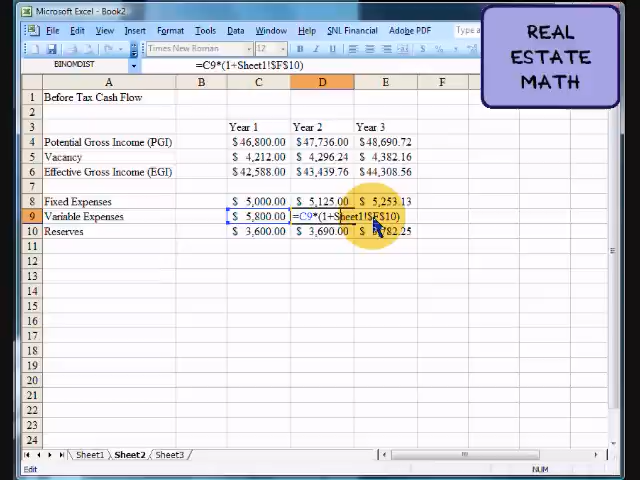 Microsoft Excel - Book2
REAL
ESTATE
MATH
File Edit View Insert Format Tools Data Window Help SNL Financial Adobe PDF
Times New Roman 12 B I U
BINOMDIST =C9*(1+Sheet1!$F$10)
A B C D E F
1 Before Tax Cash Flow
2
3 Year 1 Year 2 Year 3
4 Potential Gross Income (PGI) $ 46,800.00 $ 47,736.00 $ 48,690.72
5 Vacancy $ 4,212.00 $ 4,296.24 $ 4,382.16
6 Effective Gross Income (EGI) $ 42,588.00 $ 43,439.76 $ 44,308.56
7
8 Fixed Expenses $ 5,000.00 $ 5,125.00 $ 5,253.13
9 Variable Expenses $ 5,800.00 =C9*(1+Sheet1!$F$10)
10 Reserves $ 3,600.00 $ 3,690.00 $ 3,782.25
11
12
13
14
15
16
17
18
19
20
21
22
23
24
Sheet1 Sheet2 Sheet3
Edit NUM